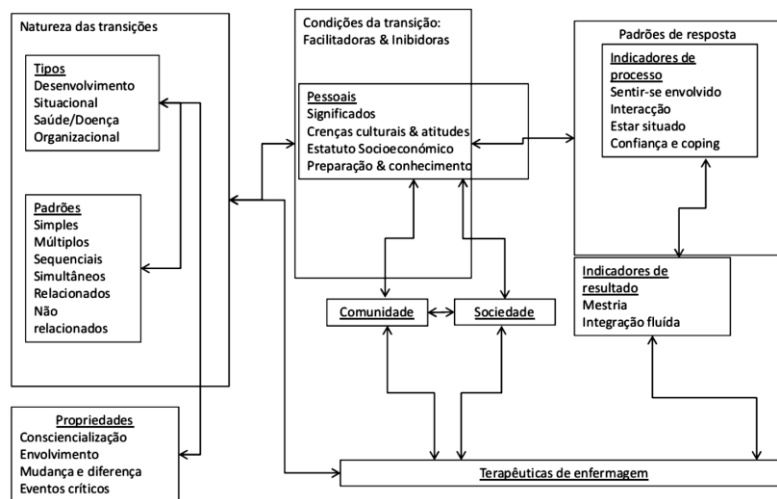 Natureza das transições
Tipos
Desenvolvimento
Situacional
Saúde/Doença
Organizacional
Padrões
Simples
Múltiplos
Sequenciais
Simultâneos
Relacionados
Não
relacionados
Propriedades
Consciencialização
Envolvimento
Mudança e diferença
Eventos críticos
Condições da transição:
Facilitadoras & Inibidoras
Pessoais
Significados
Crenças culturais & atitudes
Estatuto Socioeconómico
Preparação & conhecimento
Comunidade
Sociedade
Padrões de resposta
Indicadores de
processo
Sentir-se envolvido
Interacção
Estar situado
Confiança e coping
Indicadores de
resultado
Mestria
Integração fluída
Terapêuticas de enfermagem